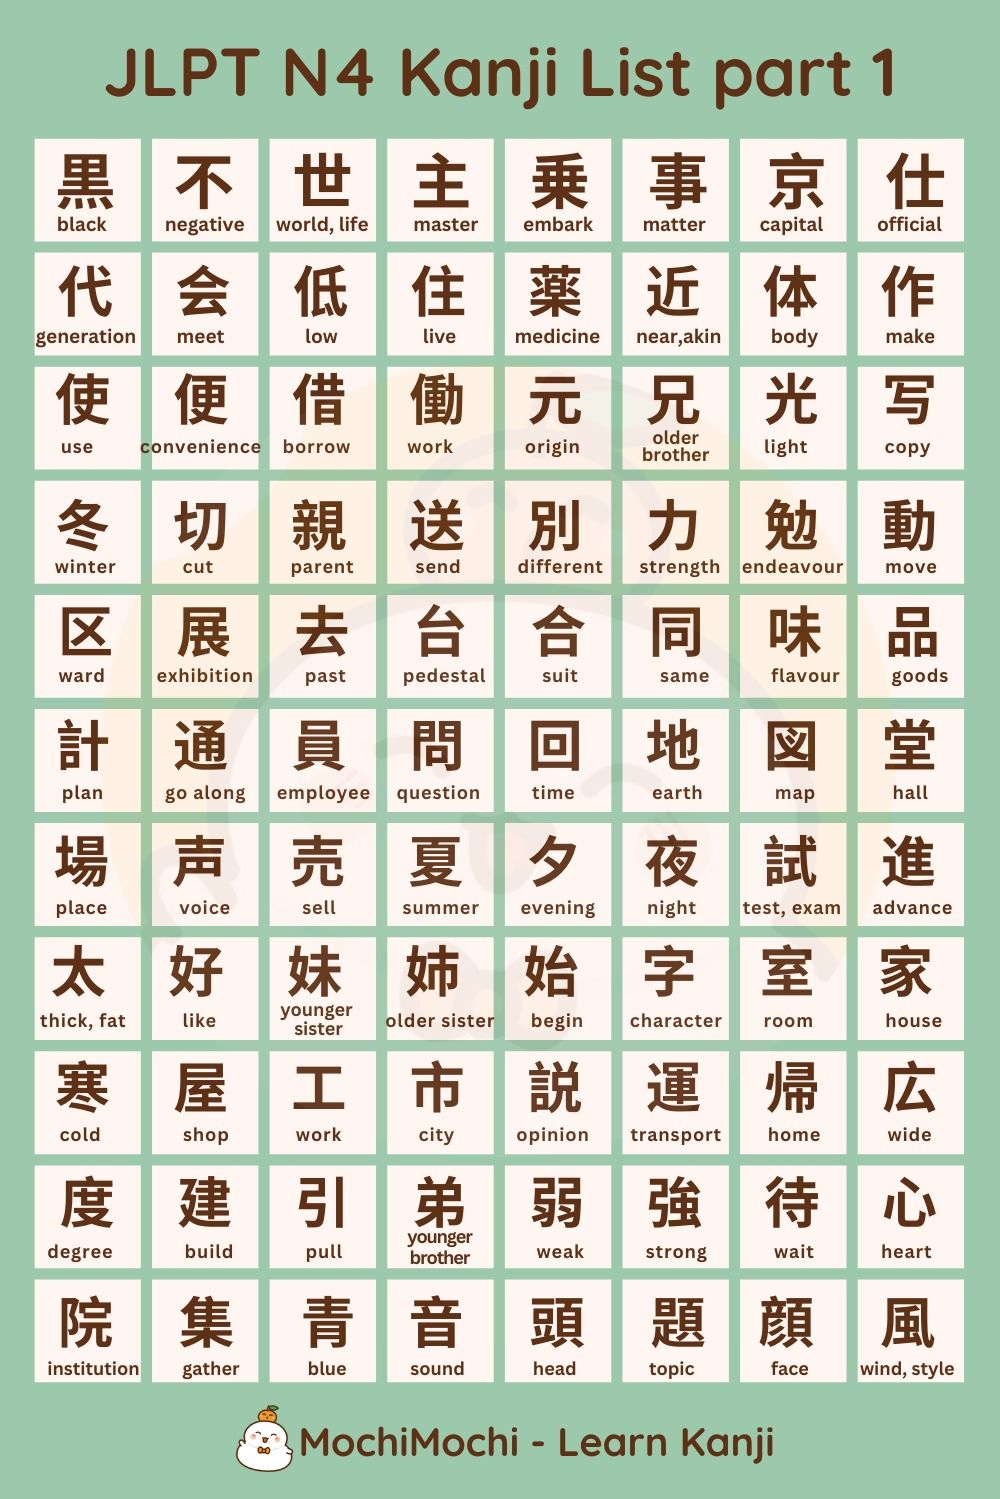 JLPT N4 Kanji List part 1
黒 不 世 主 乗 事 京 仕
black negative world, life master embark matter capital official
代 会 低 住 薬 近 体 作
generation meet low live medicine near,akin body make
使 便 借 働 元 兄 光 写
use convenience borrow work origin older brother light copy
冬 切 親 送 別 力 勉 動
winter cut parent send different strength endeavour move
区 展 去 台 合 同 味 品
ward exhibition past pedestal suit same flavour goods
計 通 員 問 回 地 図 堂
plan go along employee question time earth map hall
場 声 売 夏 夕 夜 試 進
place voice sell summer evening night test, exam advance
太 好 妹 姉 始 字 室 家
thick, fat like younger sister older sister begin character room house
寒 屋 工 市 説 運 帰 広
cold shop work city opinion transport home wide
度 建 引 弟 弱 強 待 心
degree build pull younger brother weak strong wait heart
院 集 青 音 頭 題 顔 風
institution gather blue sound head topic face wind, style
MochiMochi - Learn Kanji